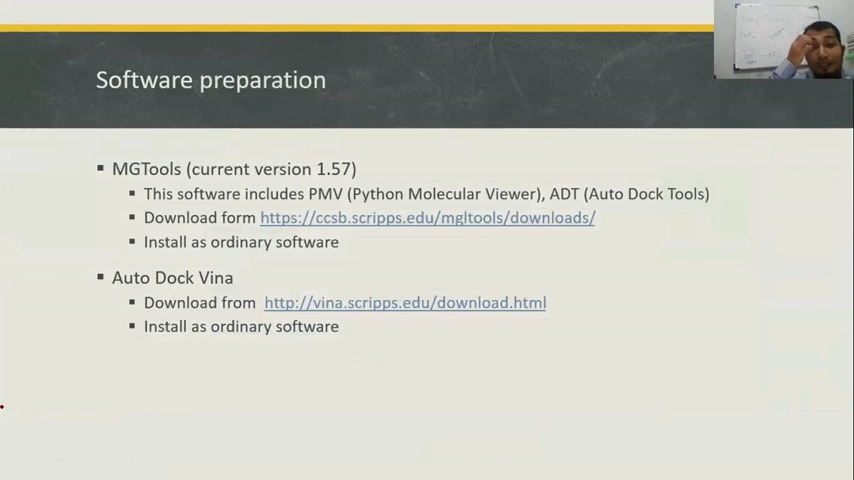 Software preparation
MGTools (current version 1.57)
This software includes PMV (Python Molecular Viewer), ADT (Auto Dock Tools)
Download form https://ccsb.scripps.edu/mgltools/downloads/
Install as ordinary software
Auto Dock Vina
Download from http://vina.scripps.edu/download.html
Install as ordinary software